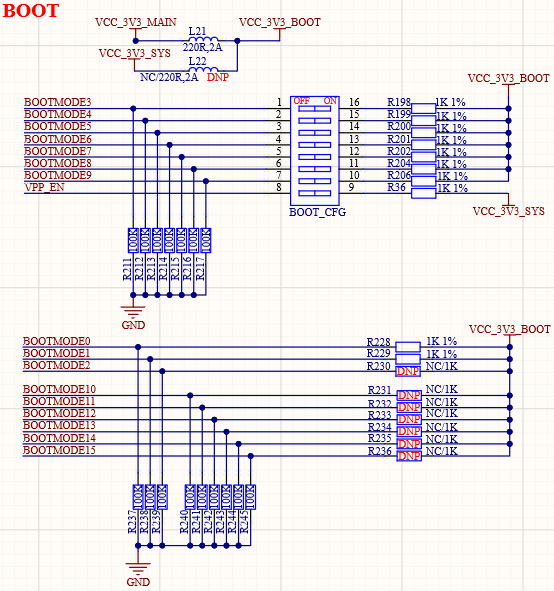 BOOT
VCC_3V3_MAIN
L21
VCC_3V3_BOOT
220R,2A
VCC_3V3_SYS
L22
NC/220R,2A DNP
VCC_3V3_BOOT
OFF ON
BOOTMODE3 1 16 R198 1K 1%
BOOTMODE4 2 15 R199 1K 1%
BOOTMODE5 3 14 R200 1K 1%
BOOTMODE6 4 13 R201 1K 1%
BOOTMODE7 5 12 R202 1K 1%
BOOTMODE8 6 11 R204 1K 1%
BOOTMODE9 7 10 R206 1K 1%
VPP_EN 8 9 R36 1K 1%
BOOT_CFG
VCC_3V3_SYS
100K 100K 100K 100K 100K 100K 100K
R211 R212 R213 R214 R215 R216 R217
GND
VCC_3V3_BOOT
BOOTMODE0 R228 1K 1%
BOOTMODE1 R229 1K 1%
BOOTMODE2 R230 DNP NC/1K
BOOTMODE10 R231 DNP NC/1K
BOOTMODE11 R232 DNP NC/1K
BOOTMODE12 R233 DNP NC/1K
BOOTMODE13 R234 DNP NC/1K
BOOTMODE14 R235 DNP NC/1K
BOOTMODE15 R236 DNP NC/1K
100K 100K 100K 100K 100K 100K 100K 100K 100K
R237 R238 R239 R240 R241 R242 R243 R244 R245
GND